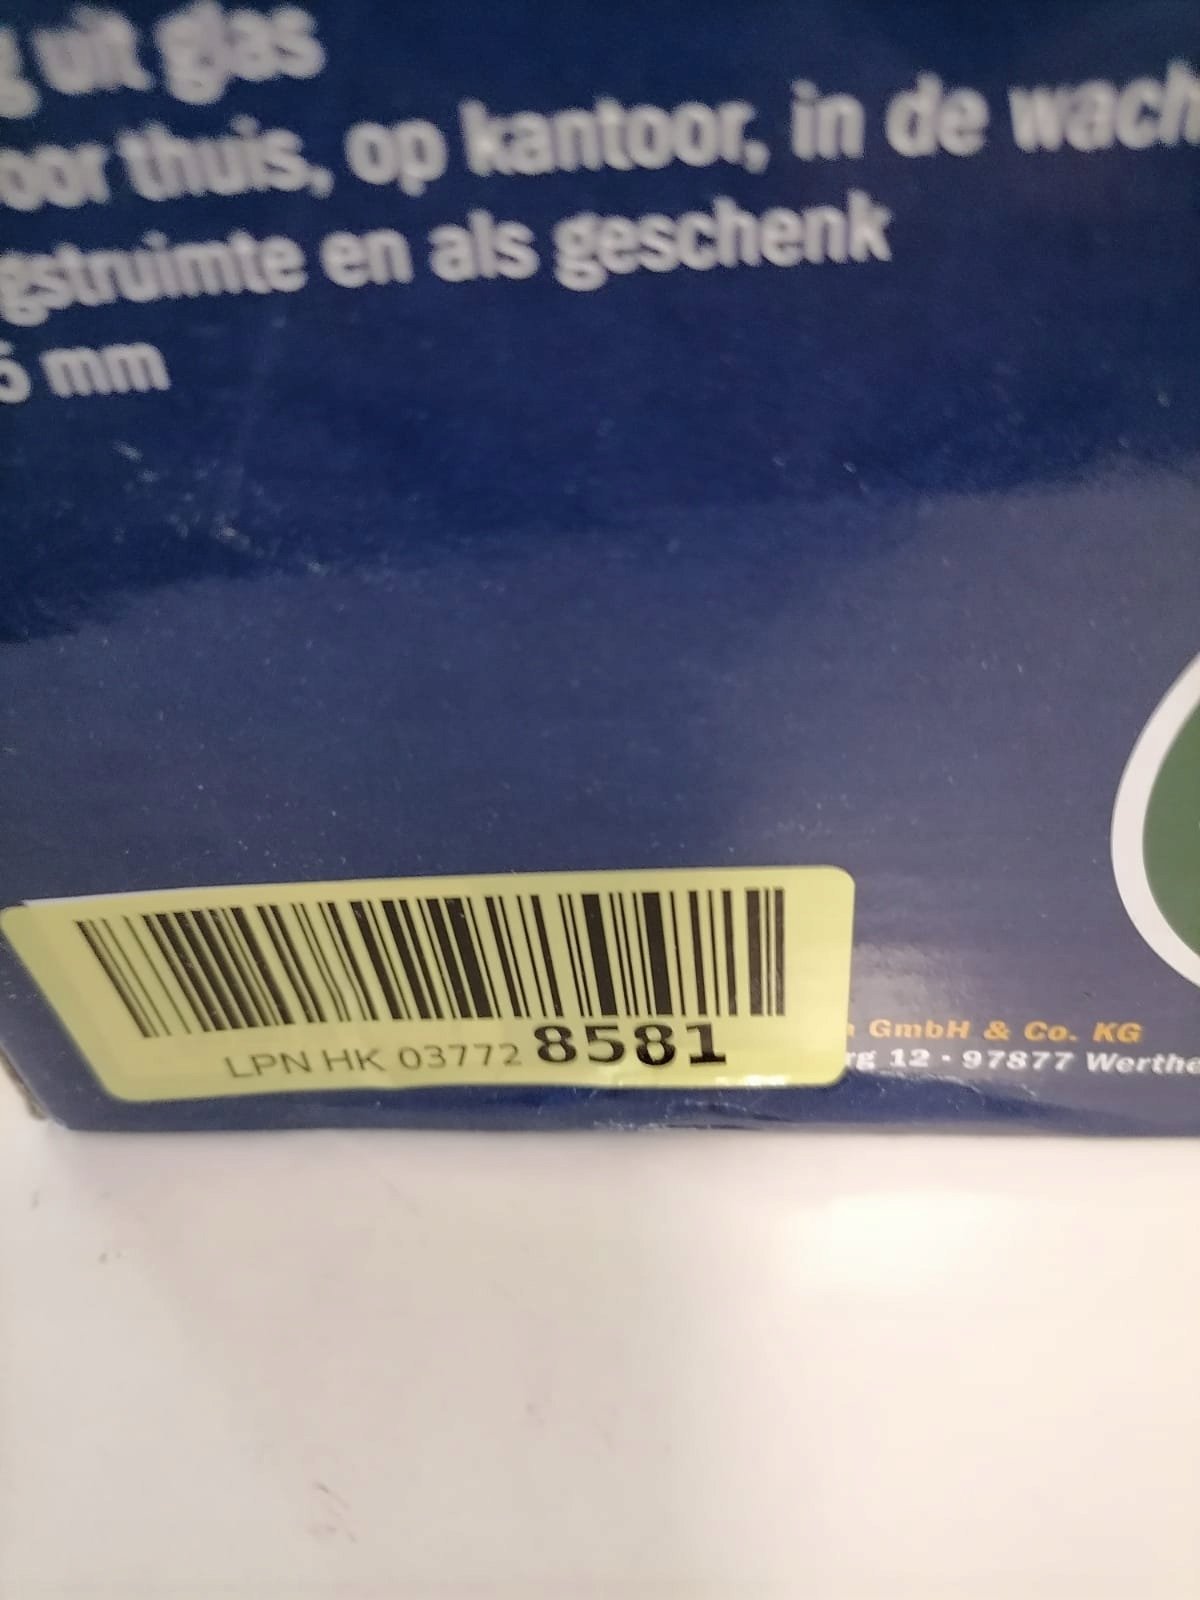 uit glas
oor thuis, op kantoor, in de wach
gstruimte en als geschenk
5 mm
LPN HK 03772 8581
GmbH & Co. KG
rg 12 · 97877 Werthe